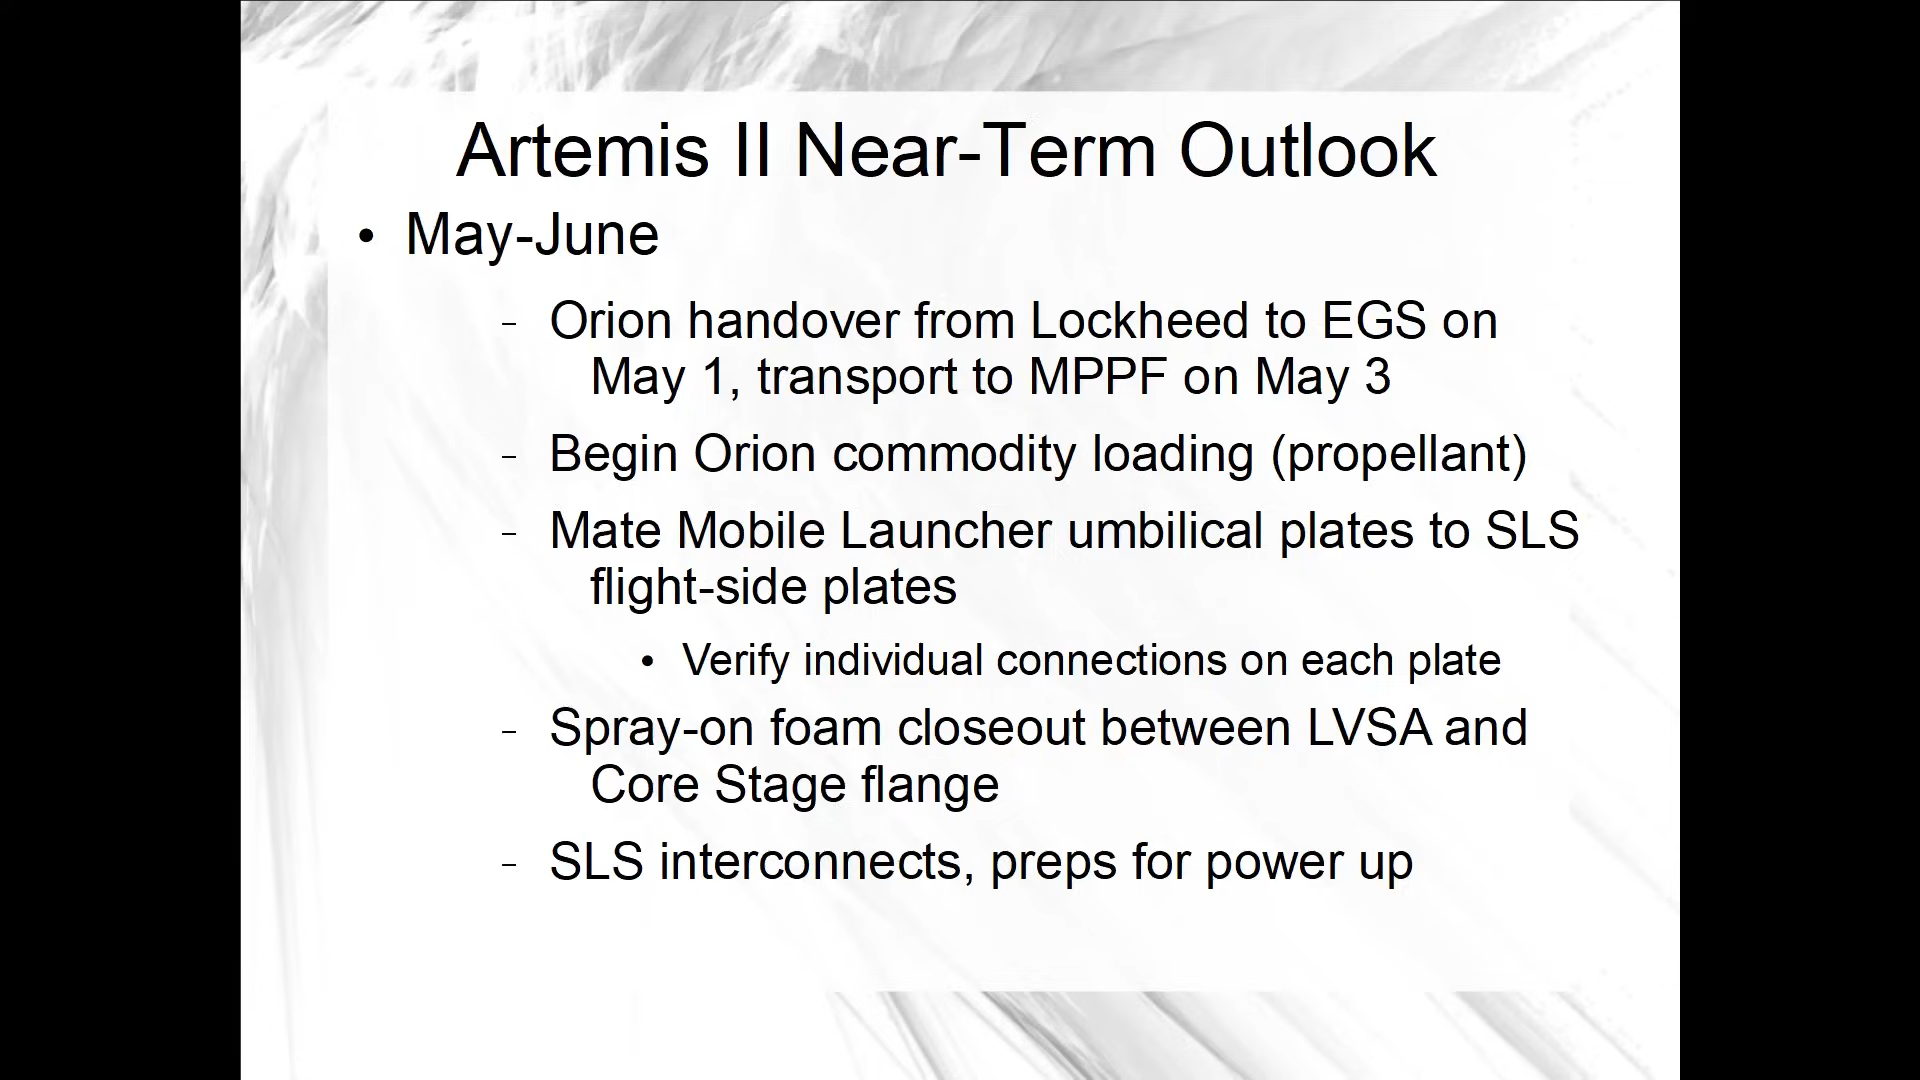 Artemis II Near-Term Outlook
• May-June
– Orion handover from Lockheed to EGS on
May 1, transport to MPPF on May 3
– Begin Orion commodity loading (propellant)
– Mate Mobile Launcher umbilical plates to SLS
flight-side plates
• Verify individual connections on each plate
– Spray-on foam closeout between LVSA and
Core Stage flange
– SLS interconnects, preps for power up